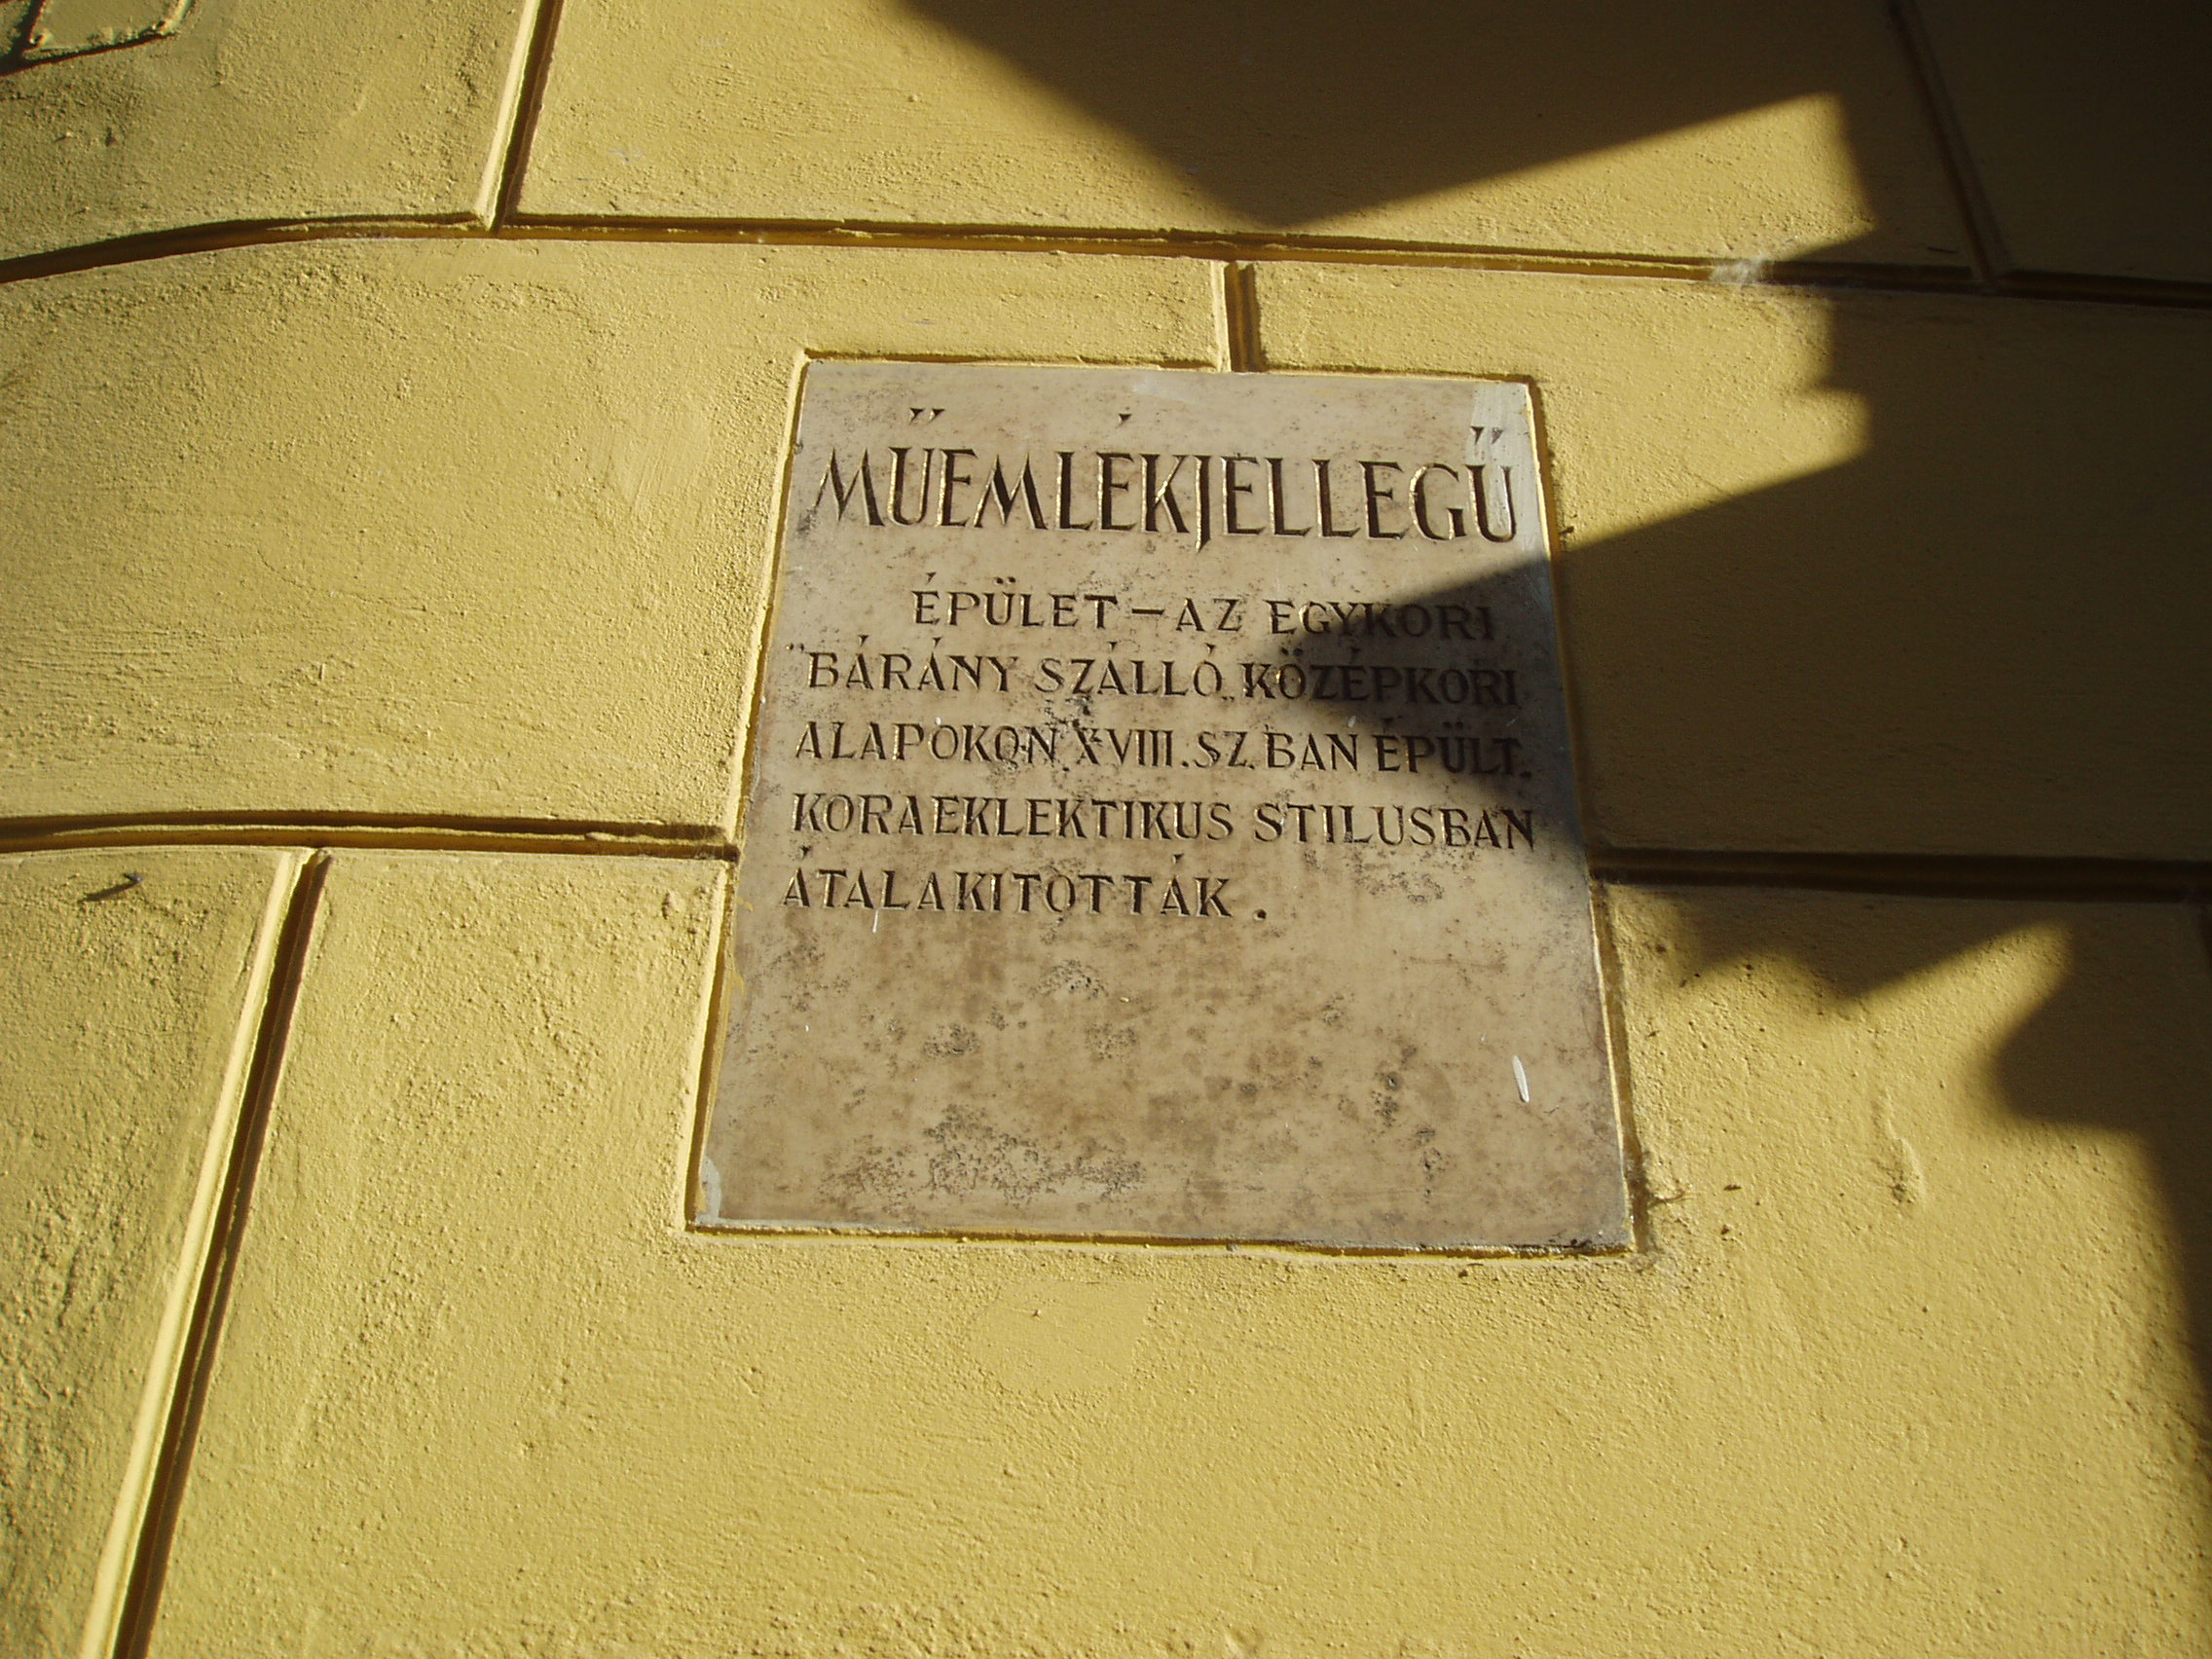 MŰEMLÉKJELLEGŰ
ÉPÜLET – AZ EGYKORI
"BÁRÁNY SZÁLLÓ„ KÖZÉPKORI
ALAPOKON XVIII. SZ. BAN ÉPÜLT.
KORAEKLEKTIKUS STILUSBAN
ÁTALAKITOTTÁK.